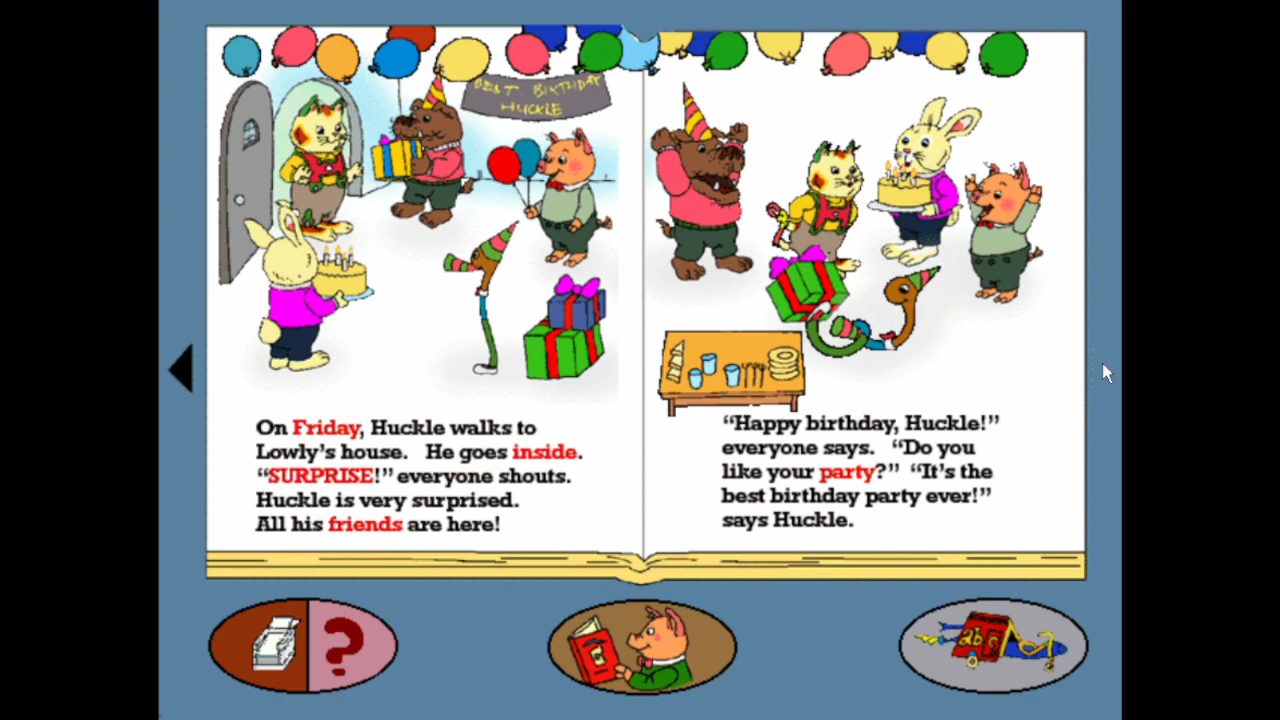 BEST BIRTHDAY
HUCKLE
On Friday, Huckle walks to
Lowly's house. He goes inside.
“SURPRISE!” everyone shouts.
Huckle is very surprised.
All his friends are here!
“Happy birthday, Huckle!”
everyone says. “Do you
like your party?” “It's the
best birthday party ever!”
says Huckle.
?
abc